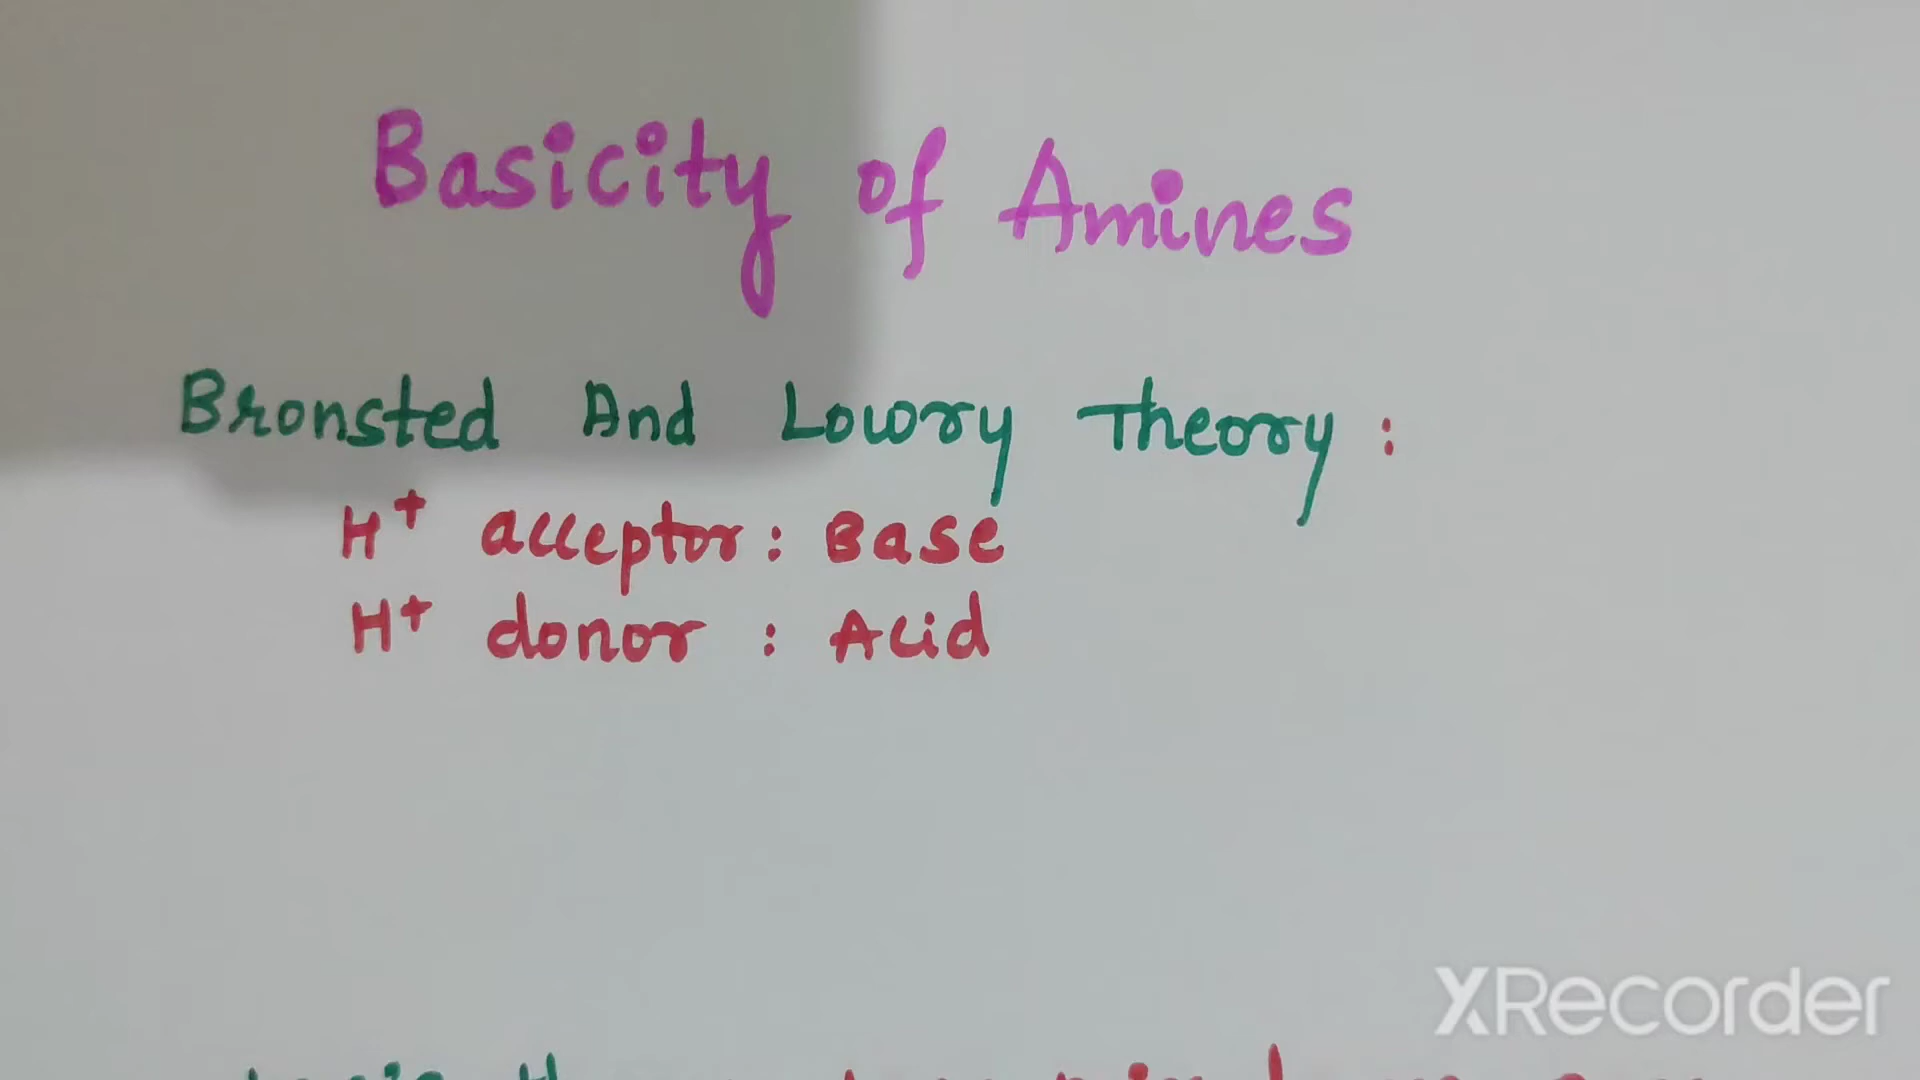 Basicity of Amines
Bronsted And Lowry Theory :
H⁺ acceptor : Base
H⁺ donor : Acid
XRecorder